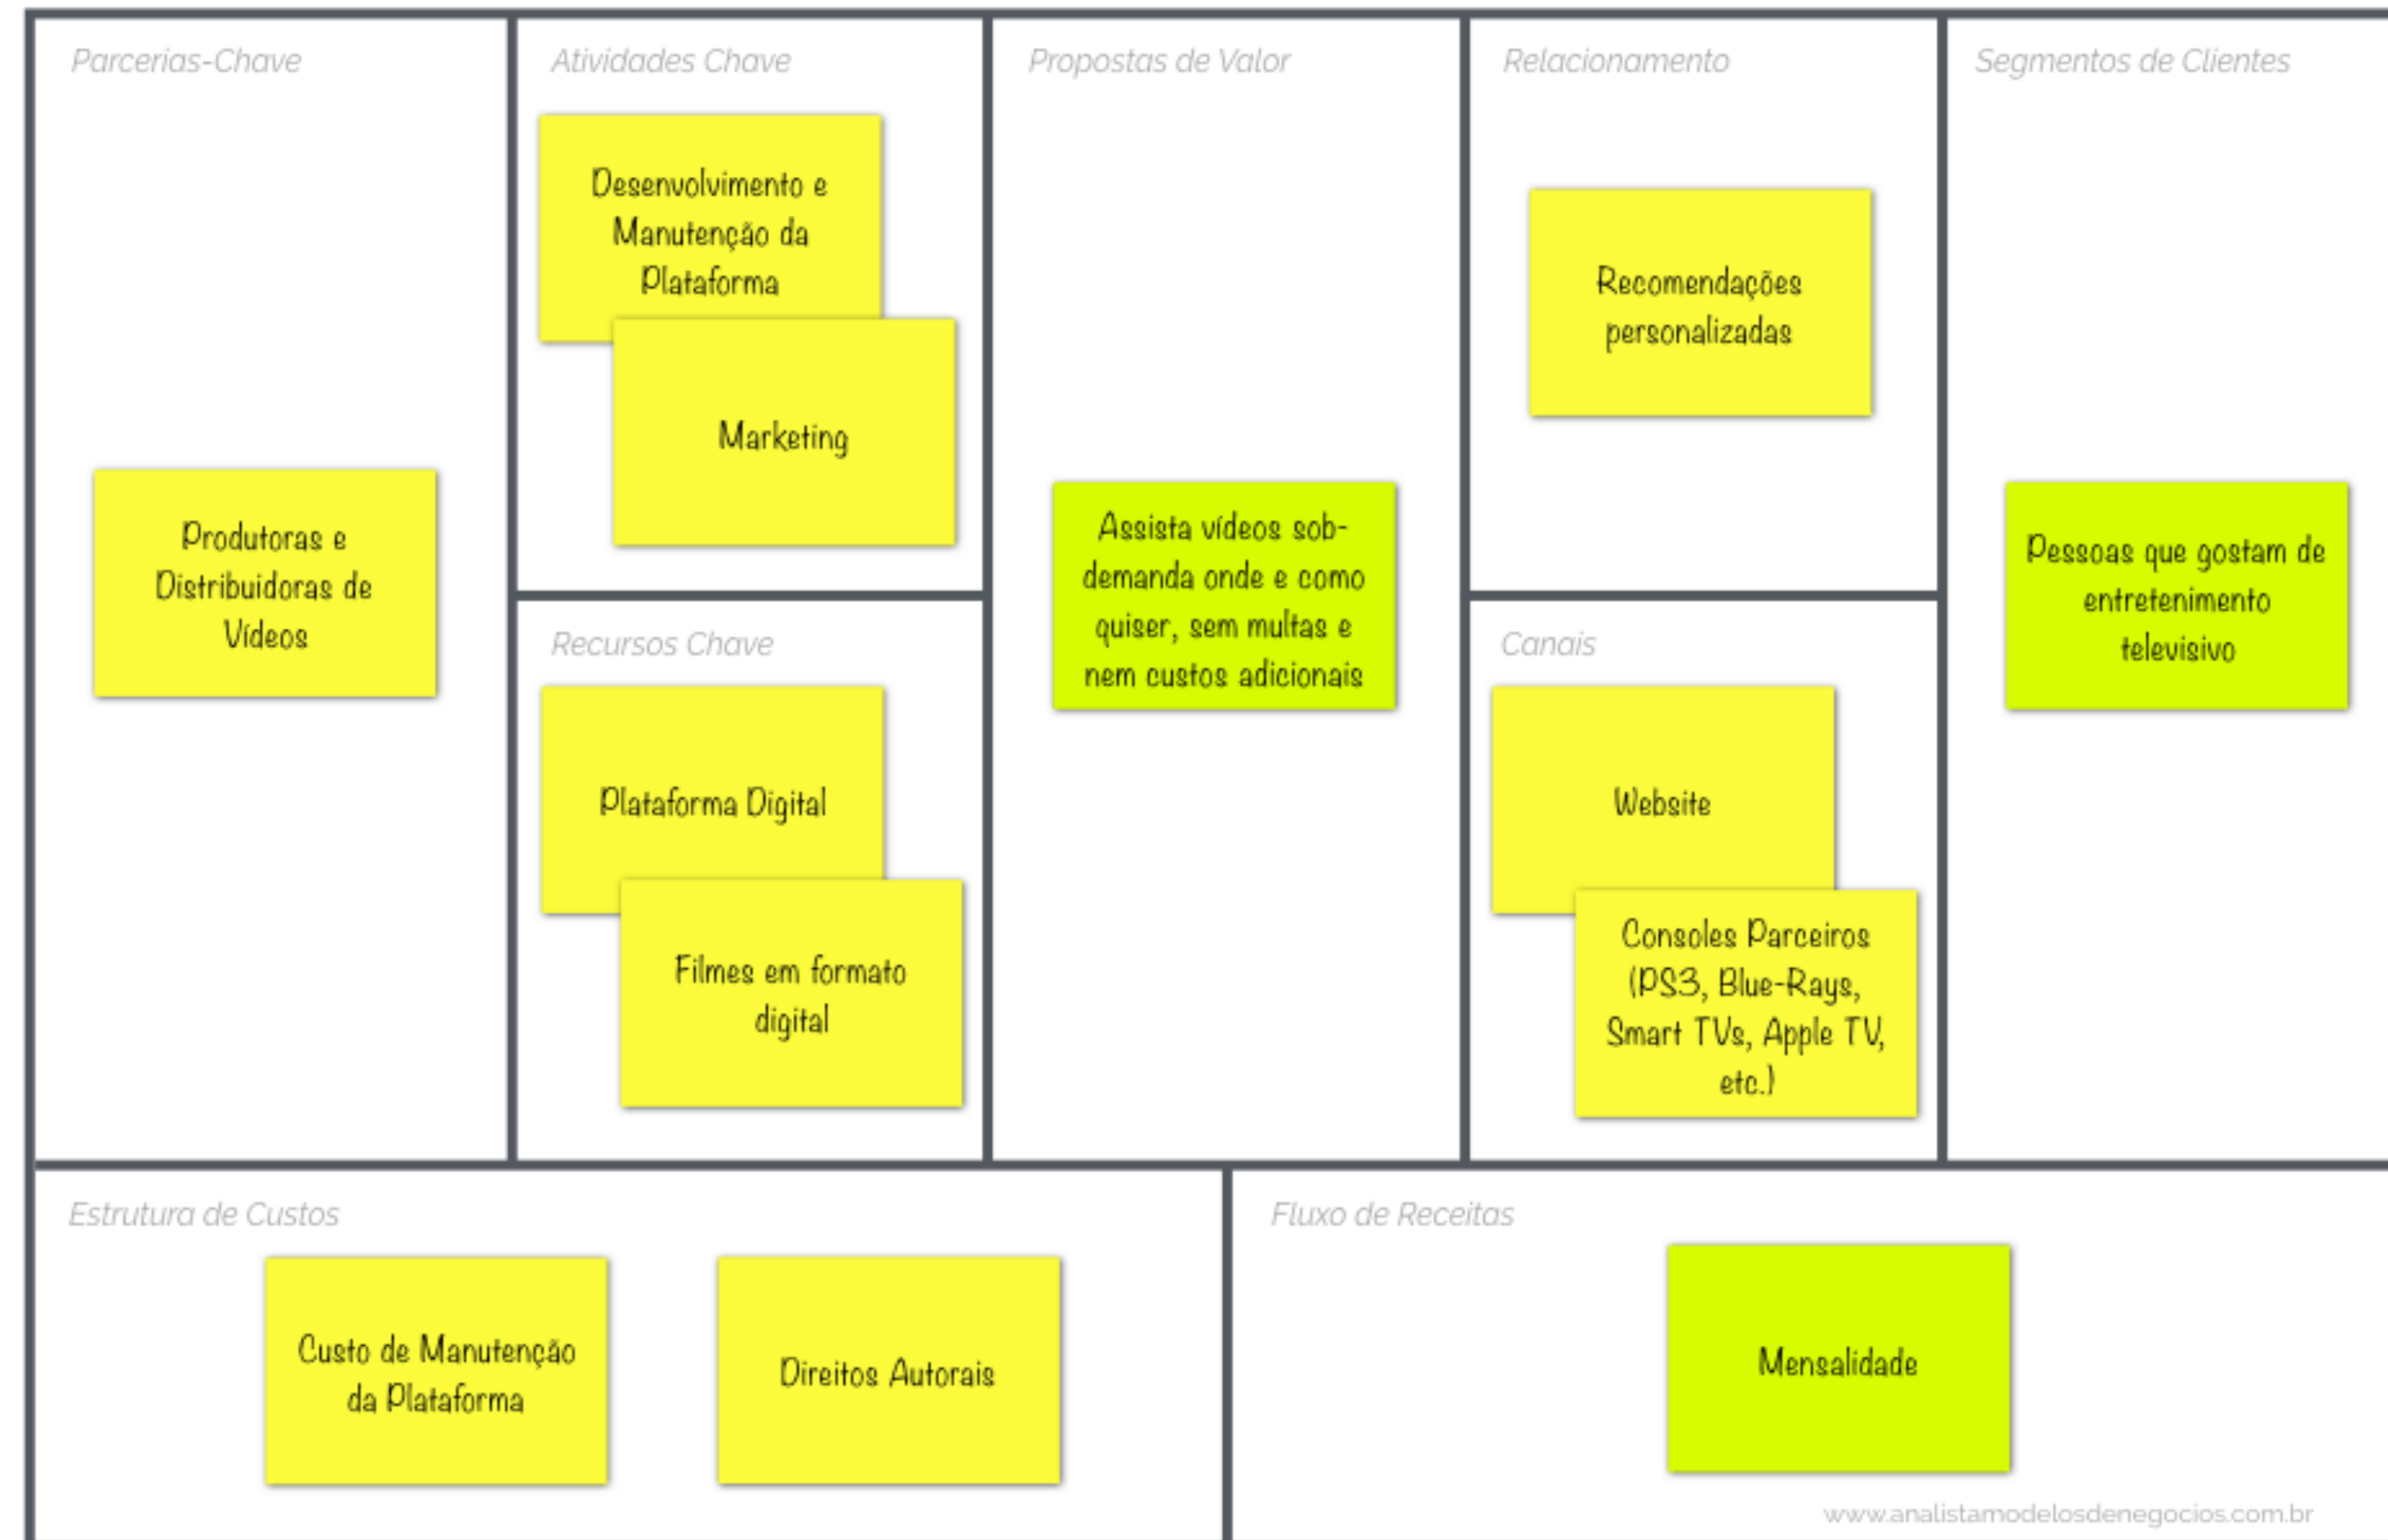 Parcerias-Chave
Produtoras e
Distribuidoras de
Vídeos
Atividades Chave
Desenvolvimento e
Manutenção da
Plataforma
Marketing
Recursos Chave
Plataforma Digital
Filmes em formato
digital
Propostas de Valor
Assista vídeos sob-
demanda onde e como
quiser, sem multas e
nem custos adicionais
Relacionamento
Recomendações
personalizadas
Canais
Website
Consoles Parceiros
(PS3, Blue-Rays,
Smart TVs, Apple TV,
etc.)
Segmentos de Clientes
Pessoas que gostam de
entretenimento
televisivo
Estrutura de Custos
Custo de Manutenção
da Plataforma
Direitos Autorais
Fluxo de Receitas
Mensalidade
www.analistamodelosdenegocios.com.br